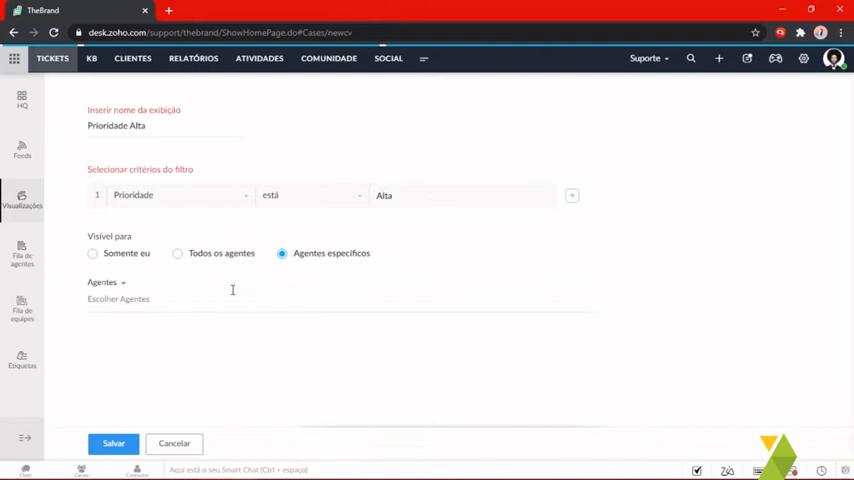 TheBrand
desk.zoho.com/support/thebrand/ShowHomePage.do#Cases/newcv
TICKETS KB CLIENTES RELATÓRIOS ATIVIDADES COMUNIDADE SOCIAL Suporte
HQ
Feeds
Visualizações
Fila de
agentes
Fila de
equipes
Etiquetas
Inserir nome da exibição
Prioridade Alta
Selecionar critérios do filtro
1 Prioridade está Alta
Visível para
Somente eu Todos os agentes Agentes específicos
Agentes
Escolher Agentes
Salvar Cancelar
Chats Canais Contactos Aqui está o seu Smart Chat (Ctrl + espaço)